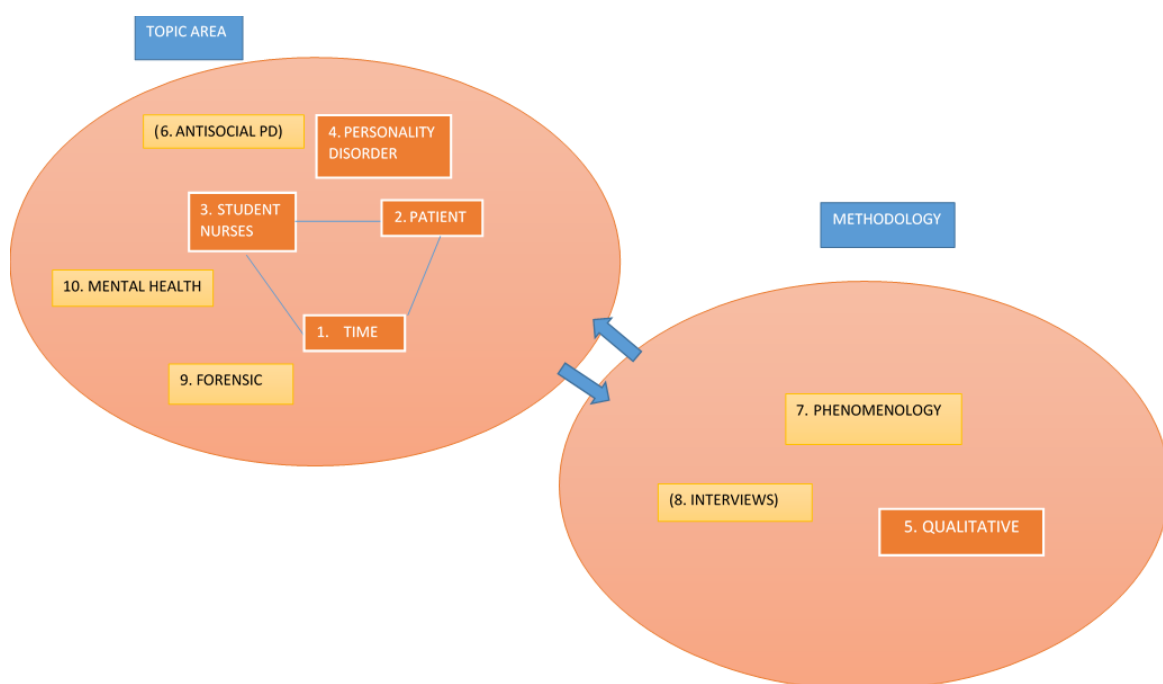 TOPIC AREA
(6. ANTISOCIAL PD)
4. PERSONALITY
DISORDER
3. STUDENT
NURSES
2. PATIENT
10. MENTAL HEALTH
1. TIME
9. FORENSIC
METHODOLOGY
7. PHENOMENOLOGY
(8. INTERVIEWS)
5. QUALITATIVE